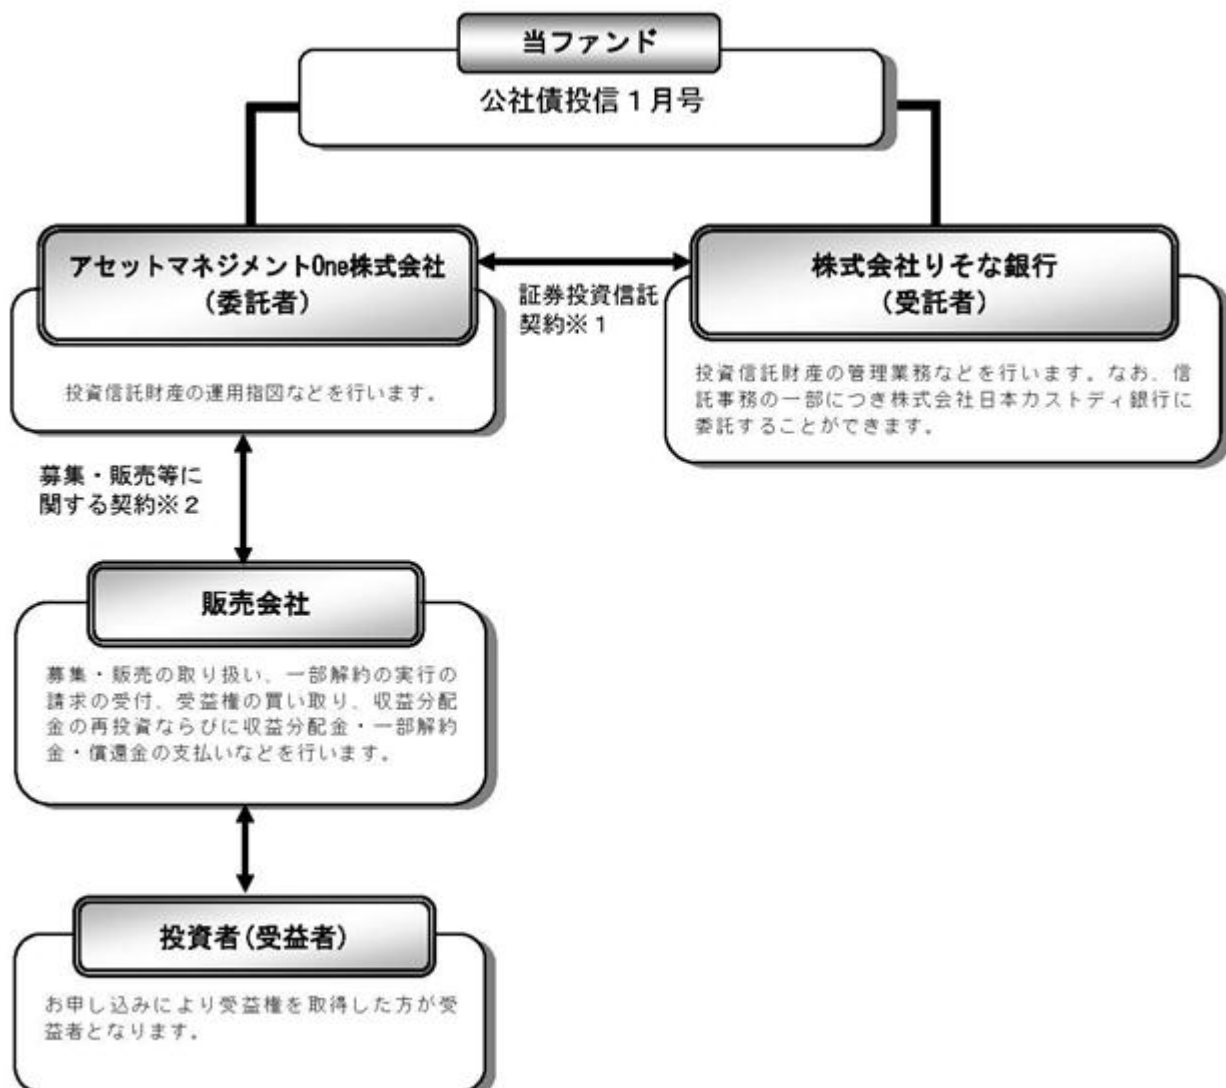 当ファンド
公社債投信１月号
アセットマネジメントOne株式会社
（委託者）
投資信託財産の運用指図などを行います。
証券投資信託
契約※１
株式会社りそな銀行
（受託者）
投資信託財産の管理業務などを行います。なお、信
託事務の一部につき株式会社日本カストディ銀行に
委託することができます。
募集・販売等に
関する契約※２
販売会社
募集・販売の取り扱い、一部解約の実行の
請求の受付、受益権の買い取り、収益分配
金の再投資ならびに収益分配金・一部解約
金・償還金の支払いなどを行います。
投資者（受益者）
お申し込みにより受益権を取得した方が受
益者となります。